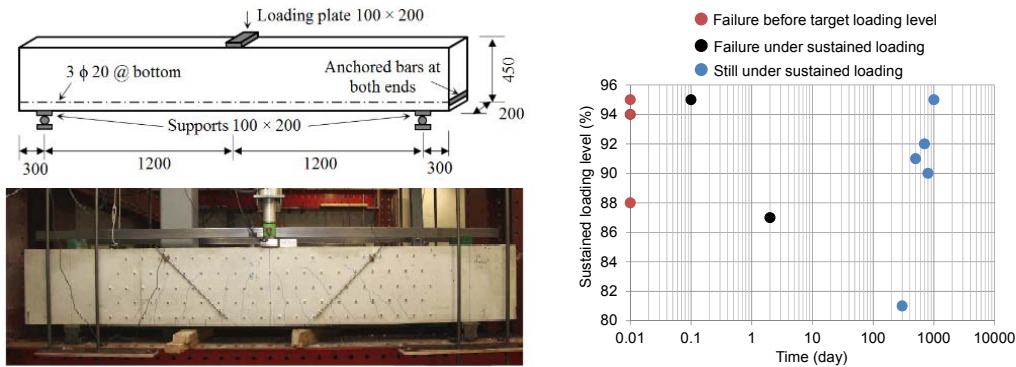 Loading plate 100 × 200
3 ϕ 20 @ bottom
Anchored bars at
both ends
450
200
Supports 100 × 200
300
1200
1200
300
Failure before target loading level
Failure under sustained loading
Still under sustained loading
Sustained loading level (%)
96
94
92
90
88
86
84
82
80
0.01
0.1
1
10
100
1000
10000
Time (day)